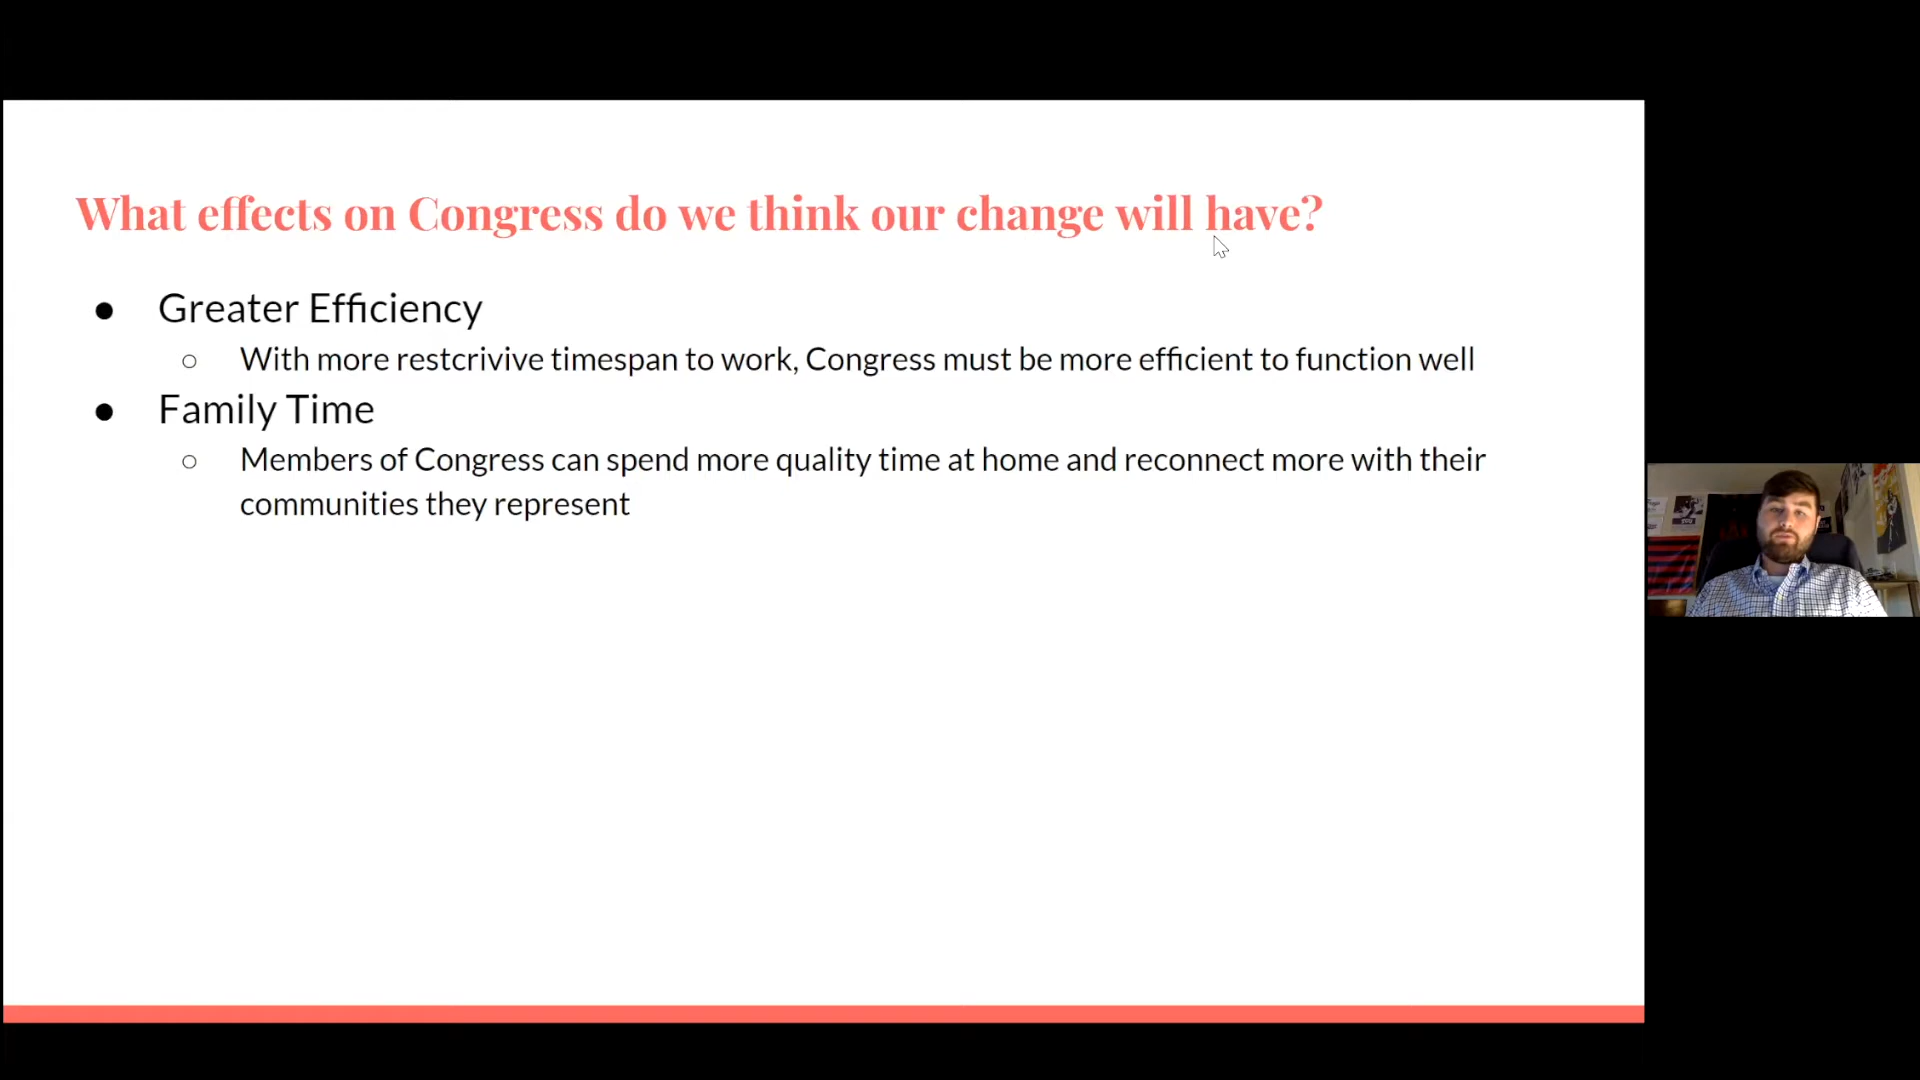 What effects on Congress do we think our change will have?
● Greater Efficiency
○ With more restcrivive timespan to work, Congress must be more efficient to function well
● Family Time
○ Members of Congress can spend more quality time at home and reconnect more with their
communities they represent